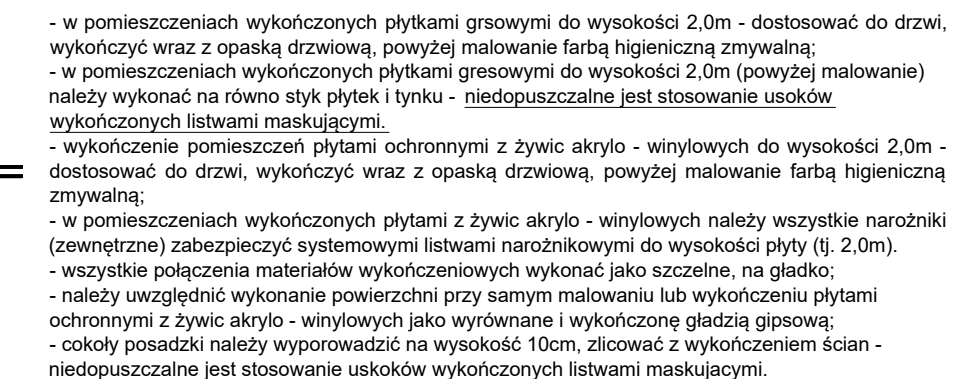 - w pomieszczeniach wykończonych płytkami grsowymi do wysokości 2,0m - dostosować do drzwi,
wykończyć wraz z opaską drzwiową, powyżej malowanie farbą higieniczną zmywalną;
- w pomieszczeniach wykończonych płytkami gresowymi do wysokości 2,0m (powyżej malowanie)
należy wykonać na równo styk płytek i tynku - niedopuszczalne jest stosowanie usoków
wykończonych listwami maskującymi.
- wykończenie pomieszczeń płytami ochronnymi z żywic akrylo - winylowych do wysokości 2,0m -
dostosować do drzwi, wykończyć wraz z opaską drzwiową, powyżej malowanie farbą higieniczną
zmywalną;
- w pomieszczeniach wykończonych płytami z żywic akrylo - winylowych należy wszystkie narożniki
(zewnętrzne) zabezpieczyć systemowymi listwami narożnikowymi do wysokości płyty (tj. 2,0m).
- wszystkie połączenia materiałów wykończeniowych wykonać jako szczelne, na gładko;
- należy uwzględnić wykonanie powierzchni przy samym malowaniu lub wykończeniu płytami
ochronnymi z żywic akrylo - winylowych jako wyrównane i wykończonę gładzią gipsową;
- cokoły posadzki należy wyporowadzić na wysokość 10cm, zlicować z wykończeniem ścian -
niedopuszczalne jest stosowanie uskoków wykończonych listwami maskującymi.